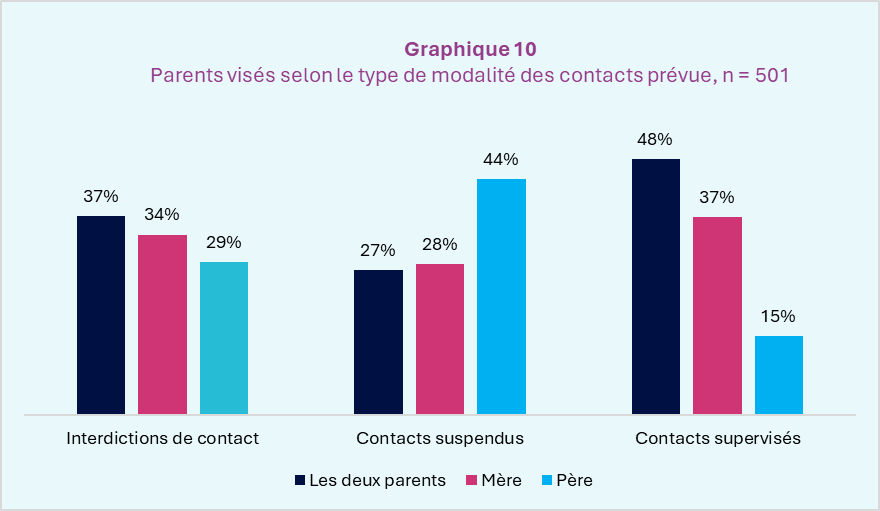 Graphique 10
Parents visés selon le type de modalité des contacts prévue, n = 501
37%
34%
29%
27%
28%
44%
48%
37%
15%
Interdictions de contact
Contacts suspendus
Contacts supervisés
Les deux parents
Mère
Père